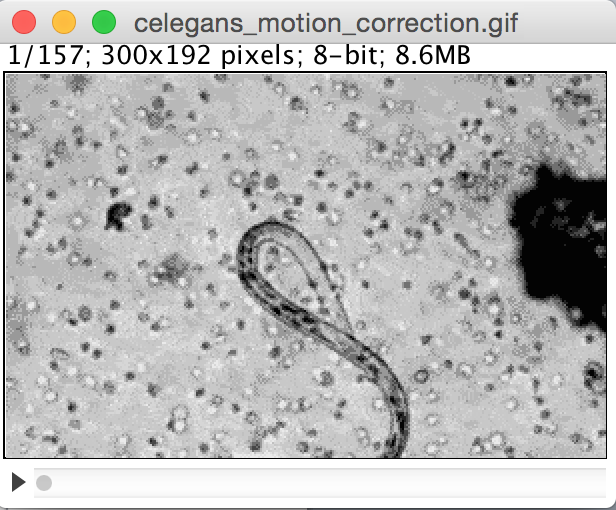 celegans_motion_correction.gif
1/157; 300x192 pixels; 8-bit; 8.6MB